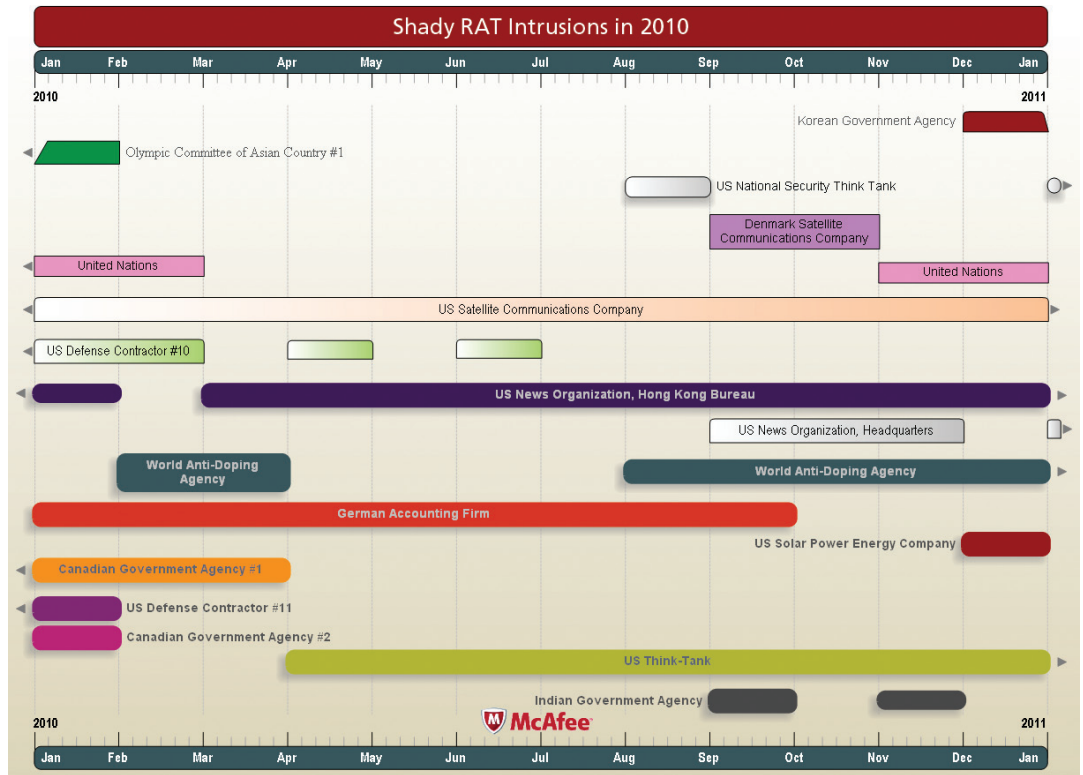 Shady RAT Intrusions in 2010
Jan Feb Mar Apr May Jun Jul Aug Sep Oct Nov Dec Jan
2010 2011
Korean Government Agency
Olympic Committee of Asian Country #1
US National Security Think Tank
Denmark Satellite
Communications Company
United Nations United Nations
US Satellite Communications Company
US Defense Contractor #10
US News Organization, Hong Kong Bureau
US News Organization, Headquarters
World Anti-Doping
Agency
World Anti-Doping Agency
German Accounting Firm
US Solar Power Energy Company
Canadian Government Agency #1
US Defense Contractor #11
Canadian Government Agency #2
US Think-Tank
Indian Government Agency
2010 M McAfee 2011
Jan Feb Mar Apr May Jun Jul Aug Sep Oct Nov Dec Jan